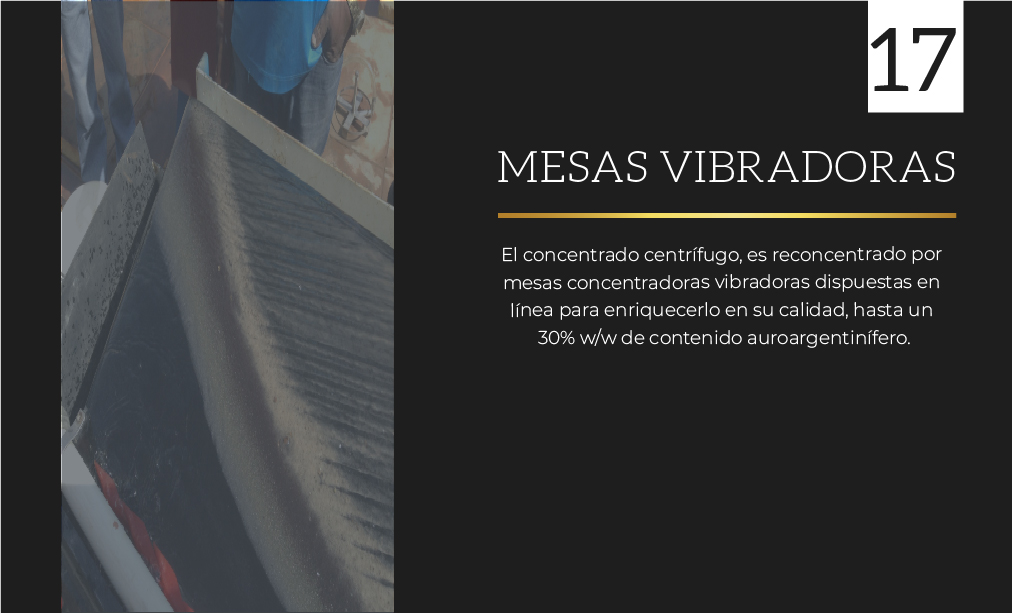 17
MESAS VIBRADORAS
El concentrado centrífugo, es reconcentrado por
mesas concentradoras vibradoras dispuestas en
línea para enriquecerlo en su calidad, hasta un
30% w/w de contenido auroargentinífero.